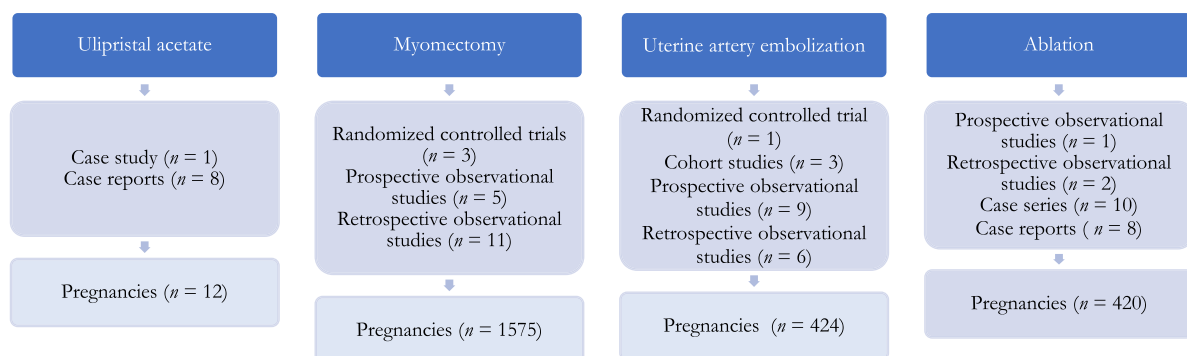 Ulipristal acetate
Case study (n = 1)
Case reports (n = 8)
Pregnancies (n = 12)
Myomectomy
Randomized controlled trials
(n = 3)
Prospective observational
studies (n = 5)
Retrospective observational
studies (n = 11)
Pregnancies (n = 1575)
Uterine artery embolization
Randomized controlled trial
(n = 1)
Cohort studies (n = 3)
Prospective observational
studies (n = 9)
Retrospective observational
studies (n = 6)
Pregnancies (n = 424)
Ablation
Prospective observational
studies (n = 1)
Retrospective observational
studies (n = 2)
Case series (n = 10)
Case reports ( n = 8)
Pregnancies (n = 420)